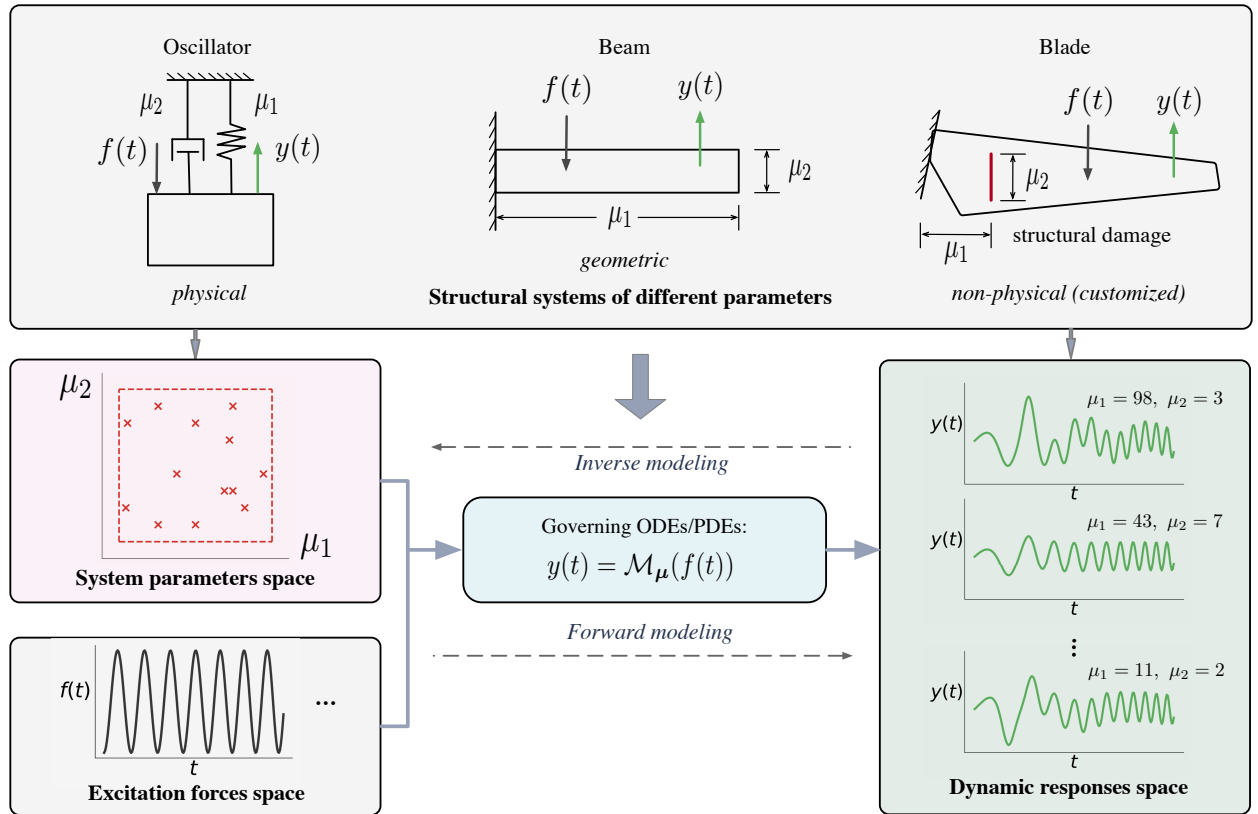 Oscillator
μ₂
μ₁
f(t)
y(t)
physical
Beam
f(t)
y(t)
μ₂
μ₁
geometric
Structural systems of different parameters
Blade
f(t)
y(t)
μ₂
μ₁
structural damage
non-physical (customized)
μ₂
μ₁
System parameters space
f(t)
...
t
Excitation forces space
Inverse modeling
Governing ODEs/PDEs:
y(t) = ℳ_μ(f(t))
Forward modeling
μ₁ = 98, μ₂ = 3
y(t)
t
μ₁ = 43, μ₂ = 7
y(t)
t
⋮
μ₁ = 11, μ₂ = 2
y(t)
t
Dynamic responses space